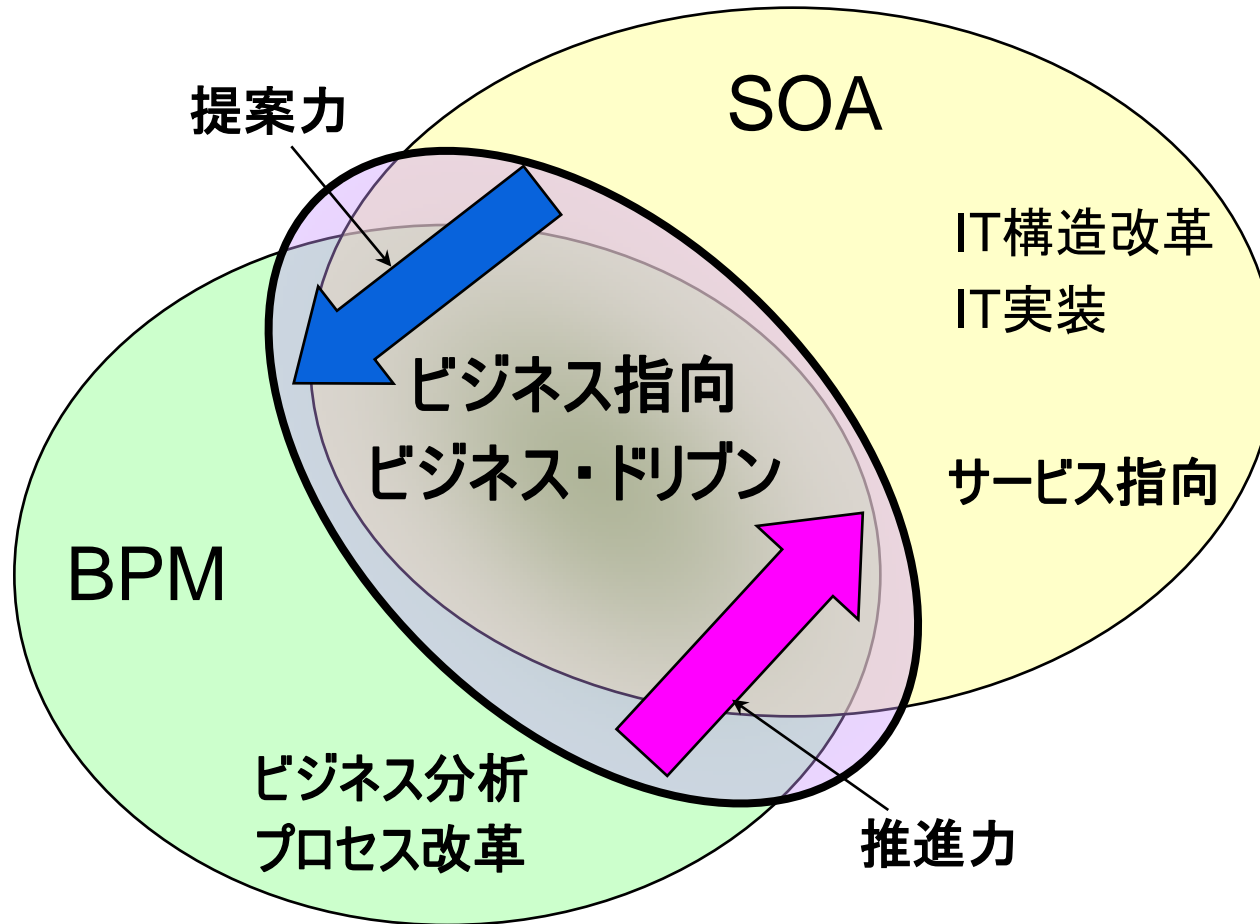 SOA
提案力
IT構造改革
IT実装
ビジネス指向
ビジネス・ドリブン
サービス指向
BPM
ビジネス分析
プロセス改革
推進力